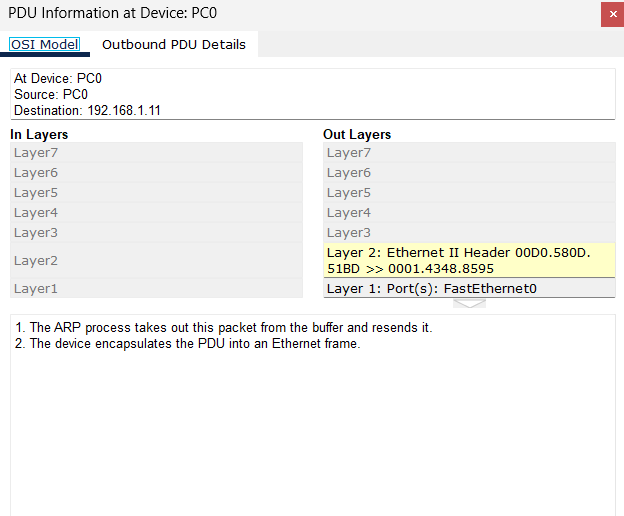 PDU Information at Device: PC0
×
OSI Model
Outbound PDU Details
At Device: PC0
Source: PC0
Destination: 192.168.1.11
In Layers
Layer7
Layer6
Layer5
Layer4
Layer3
Layer2
Layer1
Out Layers
Layer7
Layer6
Layer5
Layer4
Layer3
Layer 2: Ethernet II Header 00D0.580D.
51BD >> 0001.4348.8595
Layer 1: Port(s): FastEthernet0
1. The ARP process takes out this packet from the buffer and resends it.
2. The device encapsulates the PDU into an Ethernet frame.